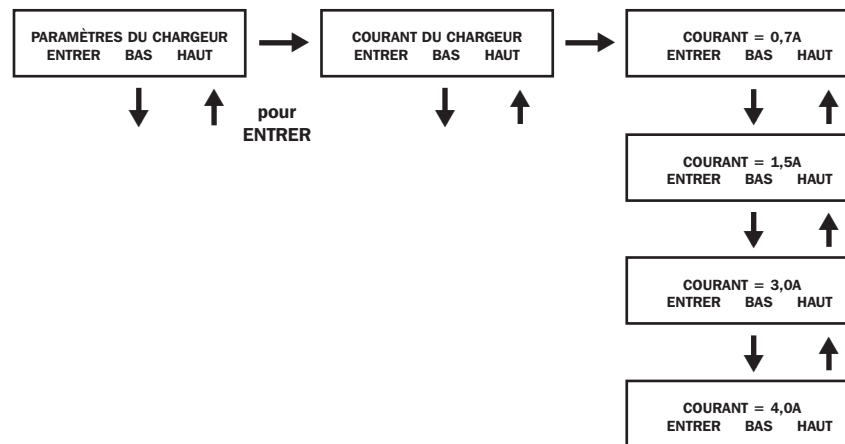 PARAMÈTRES DU CHARGEUR
ENTRER BAS HAUT
pour
ENTRER
COURANT DU CHARGEUR
ENTRER BAS HAUT
COURANT = 0,7A
ENTRER BAS HAUT
COURANT = 1,5A
ENTRER BAS HAUT
COURANT = 3,0A
ENTRER BAS HAUT
COURANT = 4,0A
ENTRER BAS HAUT